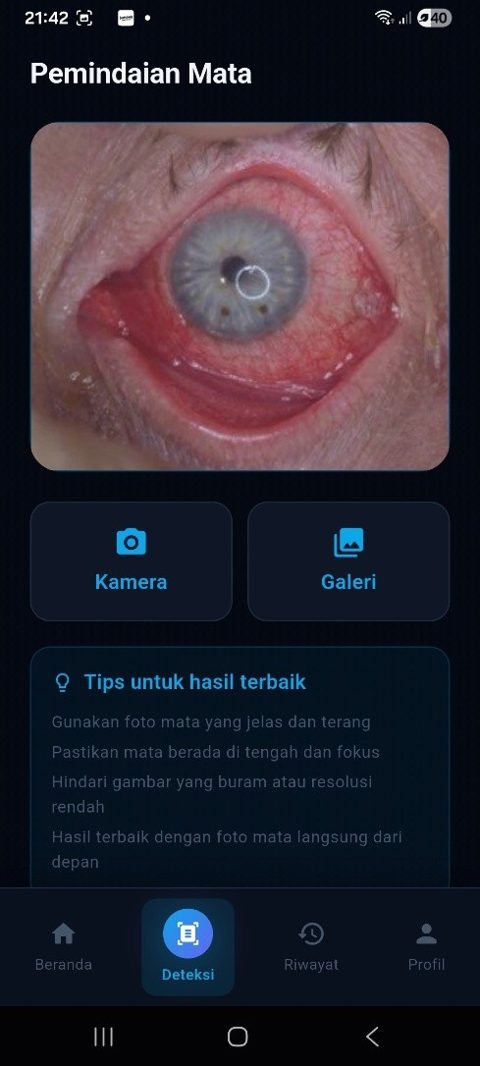 21:42
40
Pemindaian Mata
Kamera
Galeri
Tips untuk hasil terbaik
Gunakan foto mata yang jelas dan terang
Pastikan mata berada di tengah dan fokus
Hindari gambar yang buram atau resolusi
rendah
Hasil terbaik dengan foto mata langsung dari
depan
Beranda
Deteksi
Riwayat
Profil